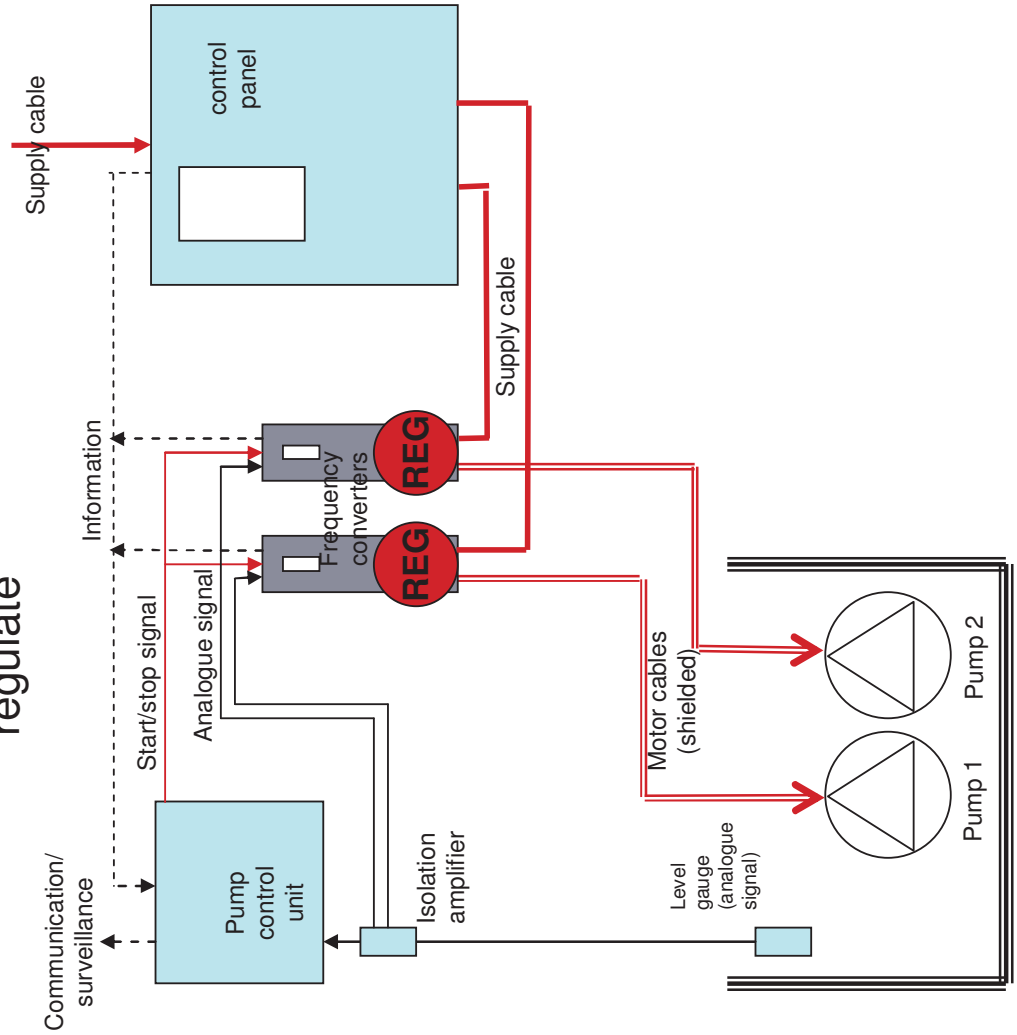 regulate
Supply cable
control
panel
Information
Communication/
surveillance
Start/stop signal
Analogue signal
Pump
control
unit
Frequency
converters
REG
REG
Supply cable
Isolation
amplifier
Motor cables
(shielded)
Level
gauge
(analogue
signal)
Pump 1
Pump 2